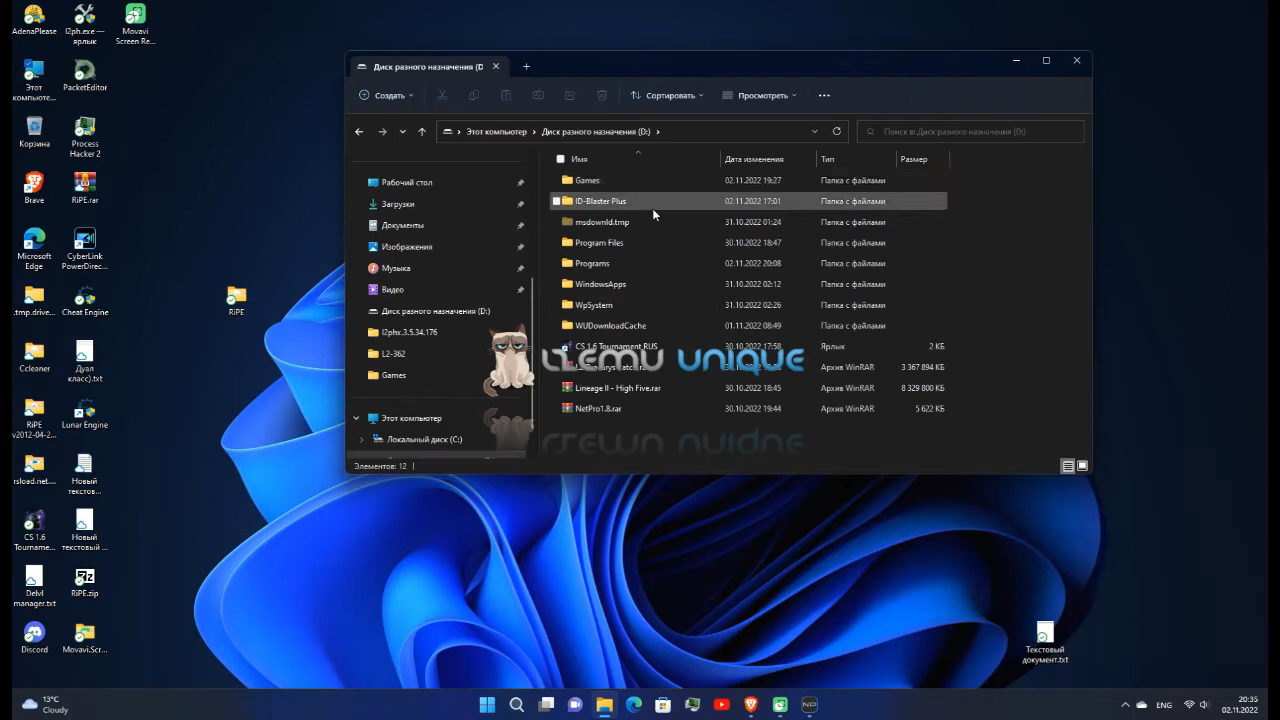 AdenaPlease
l2ph.exe —
ярлык
Movavi
Screen Re...
Этот
компьюте...
PacketEditor
Корзина
Process
Hacker 2
Brave
RiPE.rar
Microsoft
Edge
CyberLink
PowerDirec...
.tmp.drive...
Cheat Engine
RiPE
Ccleaner
Дуал
класс).txt
RiPE
v2012-04-2...
Lunar Engine
rsload.net...
Новый
текстов...
CS 1.6
Tourname...
Новый
текстовый ...
Delvl
manager.txt
RiPE.zip
Discord
Movavi.Scr...
Диск разного назначения (D
Создать
Сортировать
Просмотреть
Этот компьютер
Диск разного назначения (D:)
Поиск в: Диск разного назначения (D:)
Имя
Дата изменения
Тип
Размер
Рабочий стол
Загрузки
Документы
Изображения
Музыка
Видео
Диск разного назначения (D:)
l2phx.3.5.34.176
L2-362
Games
Этот компьютер
Локальный диск (C:)
Games 02.11.2022 19:27 Папка с файлами
ID-Blaster Plus 02.11.2022 17:01 Папка с файлами
msdownld.tmp 31.10.2022 01:24 Папка с файлами
Program Files 30.10.2022 18:47 Папка с файлами
Programs 02.11.2022 20:08 Папка с файлами
WindowsApps 31.10.2022 02:12 Папка с файлами
WpSystem 31.10.2022 02:26 Папка с файлами
WUDownloadCache 01.11.2022 08:49 Папка с файлами
CS 1.6 Tournament RUS 17:58 Ярлык 2 КБ
Архив WinRAR 3 367 894 КБ
Lineage II - High Five.rar 30.10.2022 18:45 Архив WinRAR 8 329 800 КБ
NetPro1.8.rar 30.10.2022 19:44 Архив WinRAR 5 622 КБ
L2EMU UNIQUE
Элементов: 12
Текстовый
документ.txt
13°C
Cloudy
NP
ENG
20:35
02.11.2022